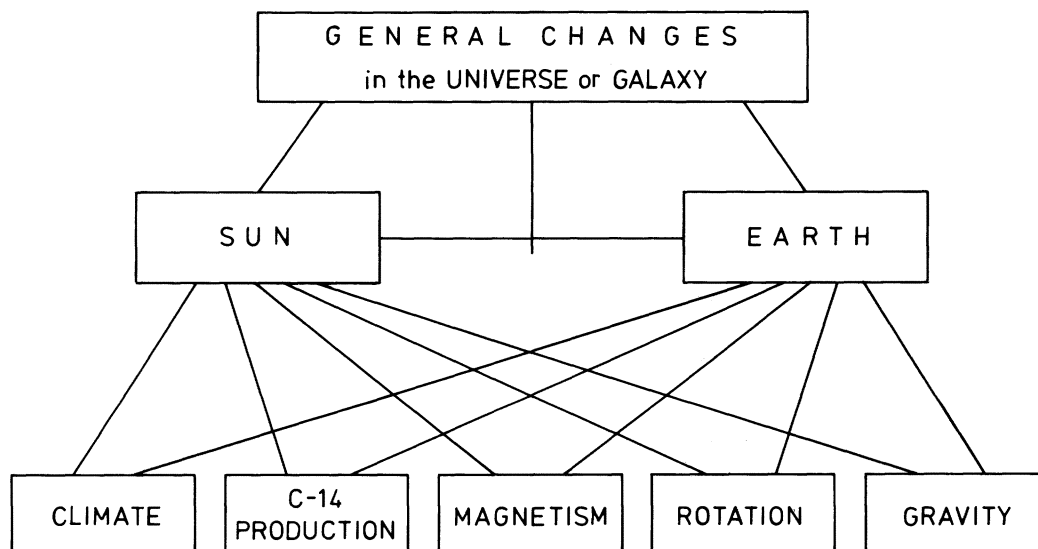 GENERAL CHANGES
in the UNIVERSE or GALAXY
SUN
EARTH
CLIMATE
C-14
PRODUCTION
MAGNETISM
ROTATION
GRAVITY